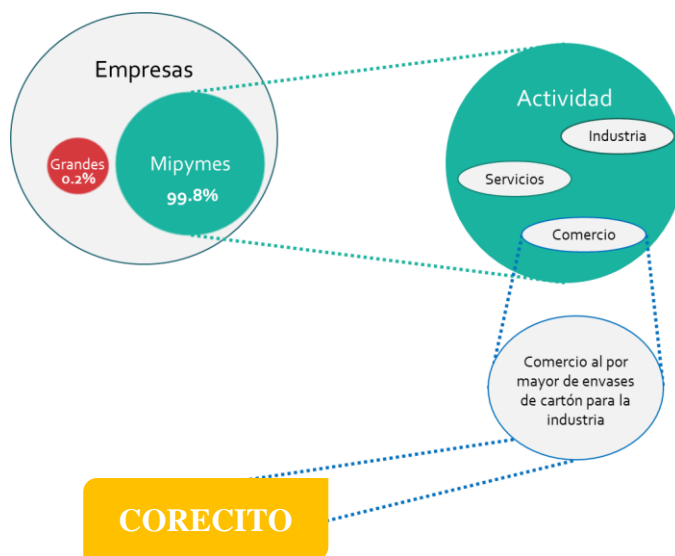 Empresas
Grandes
0.2%
Mipymes
99.8%
Actividad
Industria
Servicios
Comercio
Comercio al por
mayor de envases
de cartón para la
industria
CORECITO